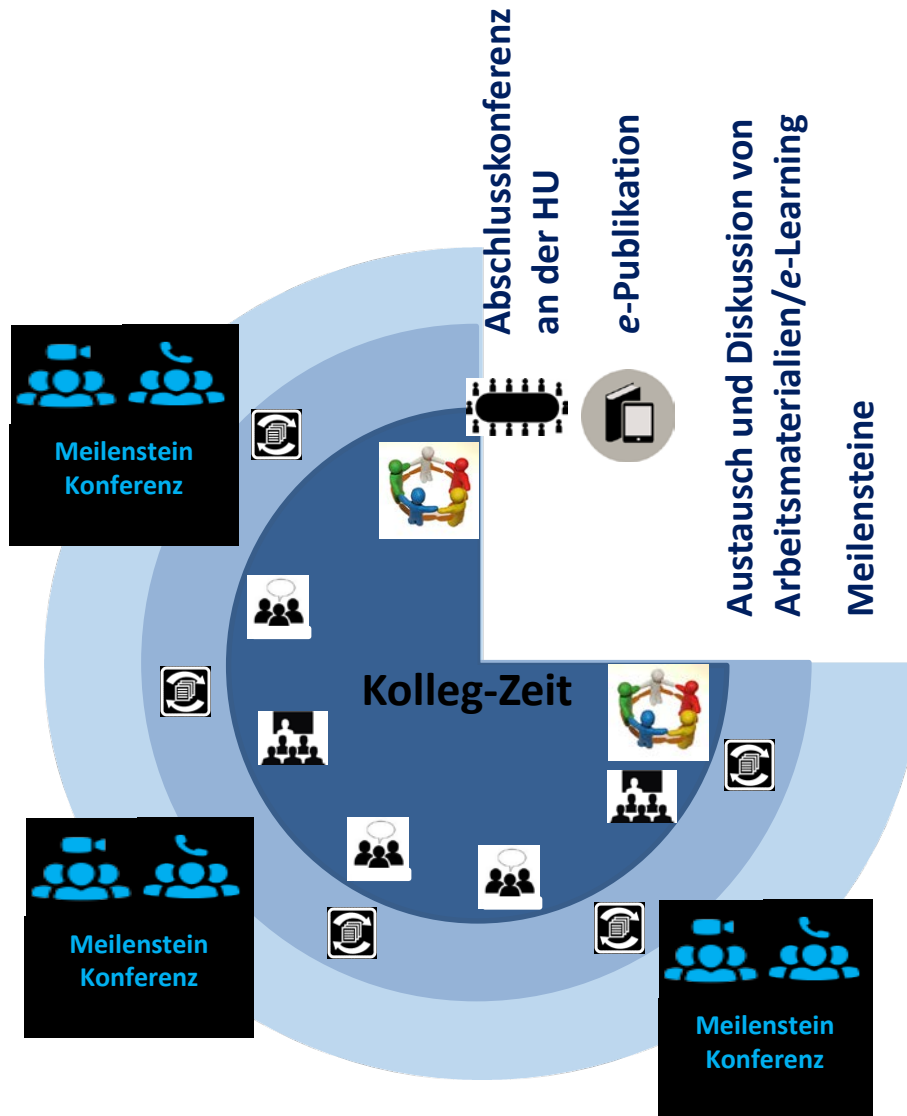 Abschlusskonferenz
an der HU
e-Publikation
Austausch und Diskussion von
Arbeitsmaterialien/e-Learning
Meilensteine
Meilenstein
Konferenz
Kolleg-Zeit
Meilenstein
Konferenz
Meilenstein
Konferenz